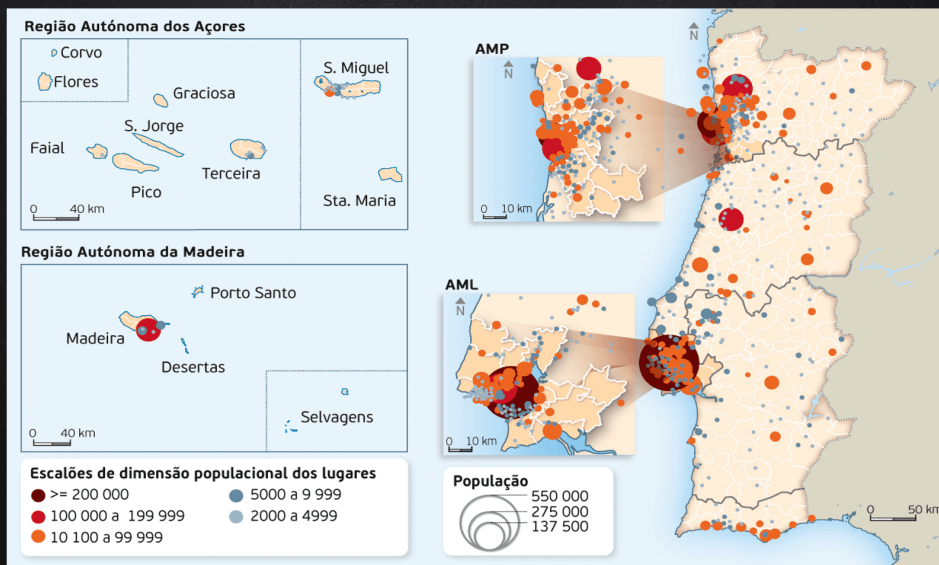 Região Autónoma dos Açores
Corvo
Flores
Graciosa
S. Jorge
Faial
Pico
Terceira
S. Miguel
Sta. Maria
0 40 km
Região Autónoma da Madeira
Porto Santo
Madeira
Desertas
Selvagens
0 40 km
Escalões de dimensão populacional dos lugares
>= 200 000
100 000 a 199 999
10 100 a 99 999
5000 a 9 999
2000 a 4999
AMP
N
0 10 km
AML
N
0 10 km
População
550 000
275 000
137 500
N
0 50 km